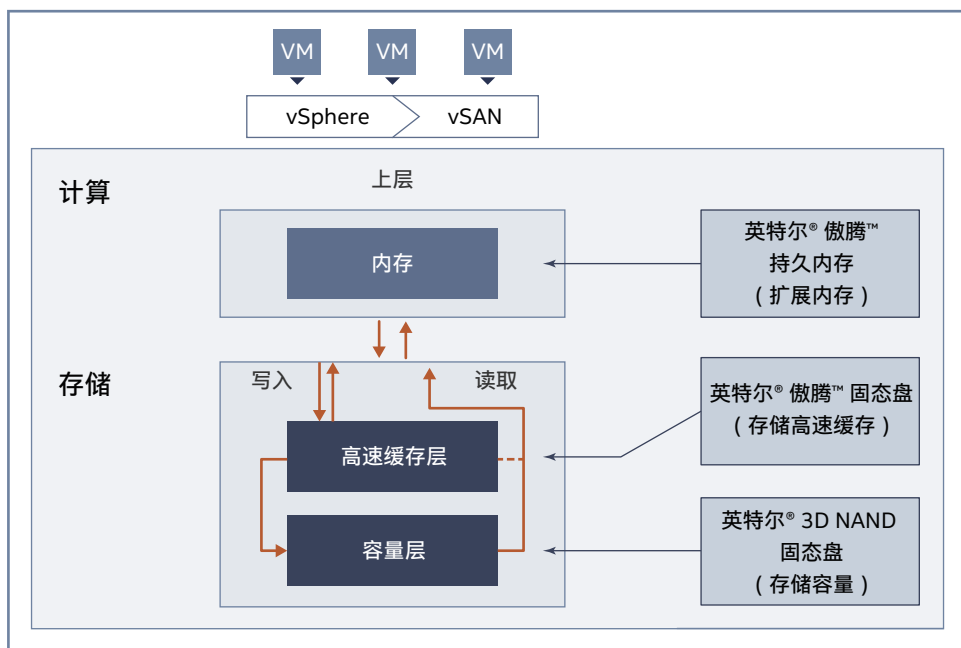 VM
VM
VM
vSphere
vSAN
计算
上层
内存
英特尔® 傲腾™
持久内存
（扩展内存）
存储
写入
读取
高速缓存层
英特尔® 傲腾™ 固态盘
（存储高速缓存）
容量层
英特尔® 3D NAND
固态盘
（存储容量）